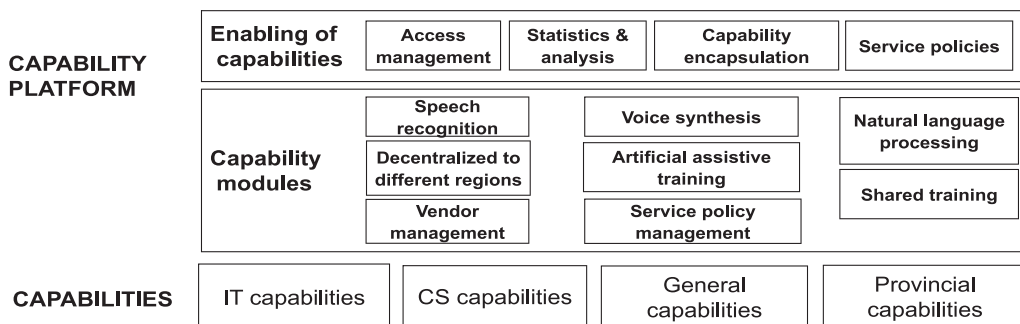 CAPABILITY
PLATFORM
Enabling of
capabilities
Access
management
Statistics &
analysis
Capability
encapsulation
Service policies
Capability
modules
Speech
recognition
Voice synthesis
Natural language
processing
Decentralized to
different regions
Artificial assistive
training
Shared training
Vendor
management
Service policy
management
CAPABILITIES
IT capabilities
CS capabilities
General
capabilities
Provincial
capabilities